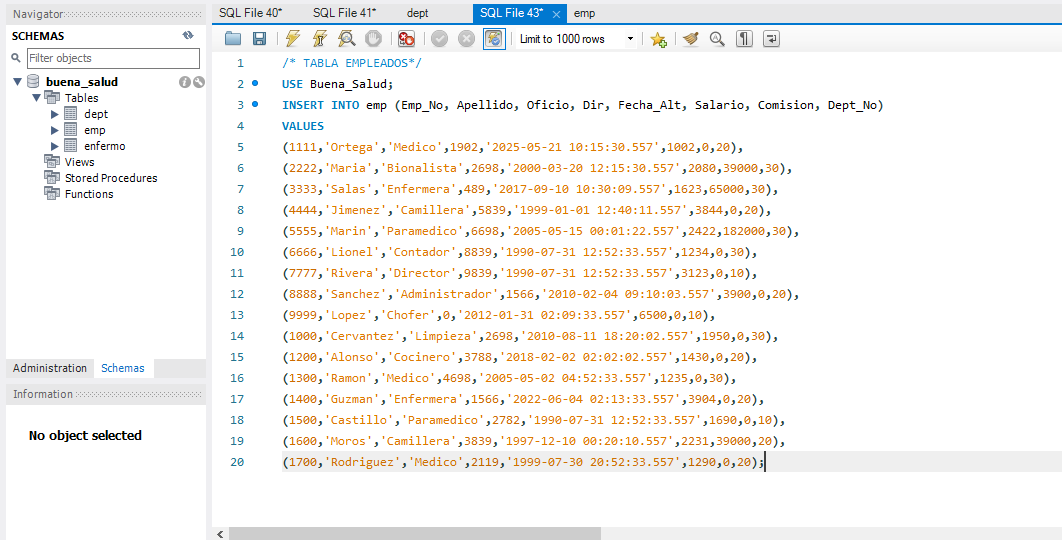 Navigator
SCHEMAS
Filter objects
buena_salud
Tables
dept
emp
enfermo
Views
Stored Procedures
Functions
Administration Schemas
Information
No object selected
SQL File 40* SQL File 41* dept SQL File 43* emp
Limit to 1000 rows
1 /* TABLA EMPLEADOS*/
2 USE Buena_Salud;
3 INSERT INTO emp (Emp_No, Apellido, Oficio, Dir, Fecha_Alt, Salario, Comision, Dept_No)
4 VALUES
5 (1111,'Ortega','Medico',1902,'2025-05-21 10:15:30.557',1002,0,20),
6 (2222,'Maria','Bionalista',2698,'2000-03-20 12:15:30.557',2080,39000,30),
7 (3333,'Salas','Enfermera',489,'2017-09-10 10:30:09.557',1623,65000,30),
8 (4444,'Jimenez','Camillera',5839,'1999-01-01 12:40:11.557',3844,0,20),
9 (5555,'Marin','Paramedico',6698,'2005-05-15 00:01:22.557',2422,182000,30),
10 (6666,'Lionel','Contador',8839,'1990-07-31 12:52:33.557',1234,0,30),
11 (7777,'Rivera','Director',9839,'1990-07-31 12:52:33.557',3123,0,10),
12 (8888,'Sanchez','Administrador',1566,'2010-02-04 09:10:03.557',3900,0,20),
13 (9999,'Lopez','Chofer',0,'2012-01-31 02:09:33.557',6500,0,10),
14 (1000,'Cervantez','Limpieza',2698,'2010-08-11 18:20:02.557',1950,0,30),
15 (1200,'Alonso','Cocinero',3788,'2018-02-02 02:02:02.557',1430,0,20),
16 (1300,'Ramon','Medico',4698,'2005-05-02 04:52:33.557',1235,0,30),
17 (1400,'Guzman','Enfermera',1566,'2022-06-04 02:13:33.557',3904,0,20),
18 (1500,'Castillo','Paramedico',2782,'1990-07-31 12:52:33.557',1690,0,10),
19 (1600,'Moros','Camillera',3839,'1997-12-10 00:20:10.557',2231,39000,20),
20 (1700,'Rodriguez','Medico',2119,'1999-07-30 20:52:33.557',1290,0,20);